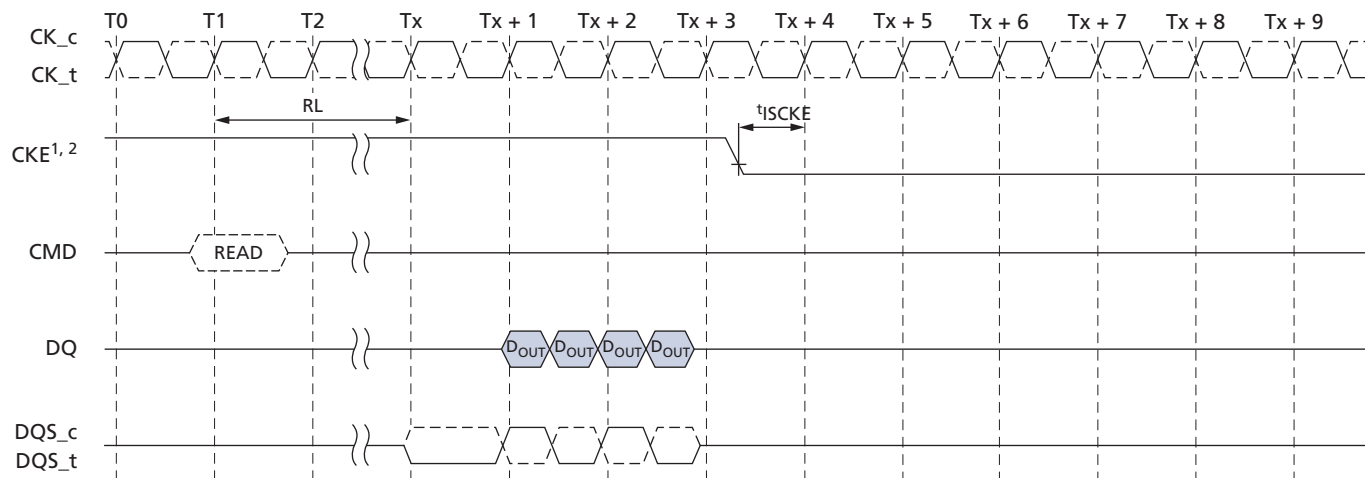 T0 T1 T2 Tx Tx + 1 Tx + 2 Tx + 3 Tx + 4 Tx + 5 Tx + 6 Tx + 7 Tx + 8 Tx + 9
CK_c
CK_t
RL
tISCKE
CKE1, 2
CMD
READ
DQ
DOUT DOUT DOUT DOUT
DQS_c
DQS_t